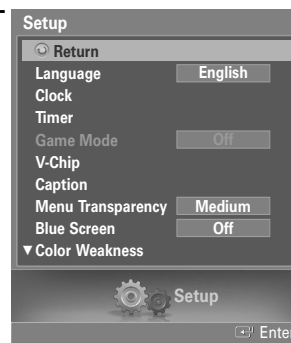 Setup
Return
Language English
Clock
Timer
Game Mode Off
V-Chip
Caption
Menu Transparency Medium
Blue Screen Off
▼ Color Weakness
Setup
Ente